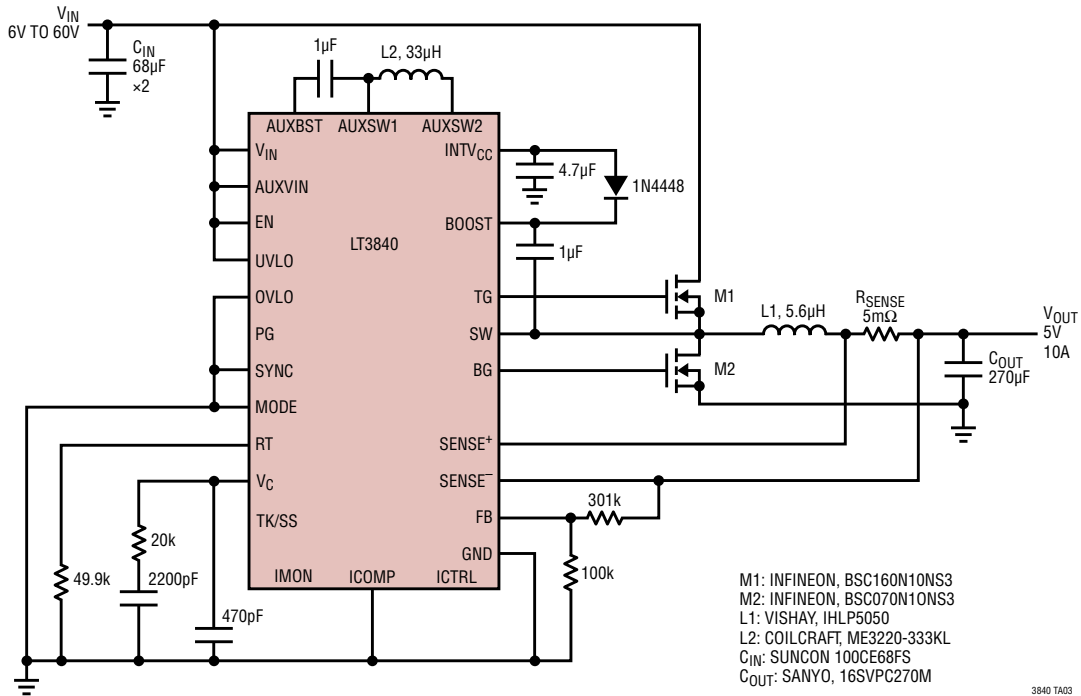 VIN
6V TO 60V
CIN
68µF
×2
1µF
L2, 33µH
AUXBST
AUXSW1
AUXSW2
VIN
INTVCC
4.7µF
1N4448
AUXVIN
EN
BOOST
LT3840
UVLO
1µF
OVLO
TG
M1
L1, 5.6µH
RSENSE
5mΩ
VOUT
5V
10A
PG
SW
COUT
270µF
SYNC
BG
M2
MODE
RT
SENSE+
VC
SENSE–
301k
TK/SS
FB
20k
GND
49.9k
2200pF
IMON
ICOMP
ICTRL
100k
470pF
M1: INFINEON, BSC160N10NS3
M2: INFINEON, BSC070N10NS3
L1: VISHAY, IHLP5050
L2: COILCRAFT, ME3220-333KL
CIN: SUNCON 100CE68FS
COUT: SANYO, 16SVPC270M
3840 TA03